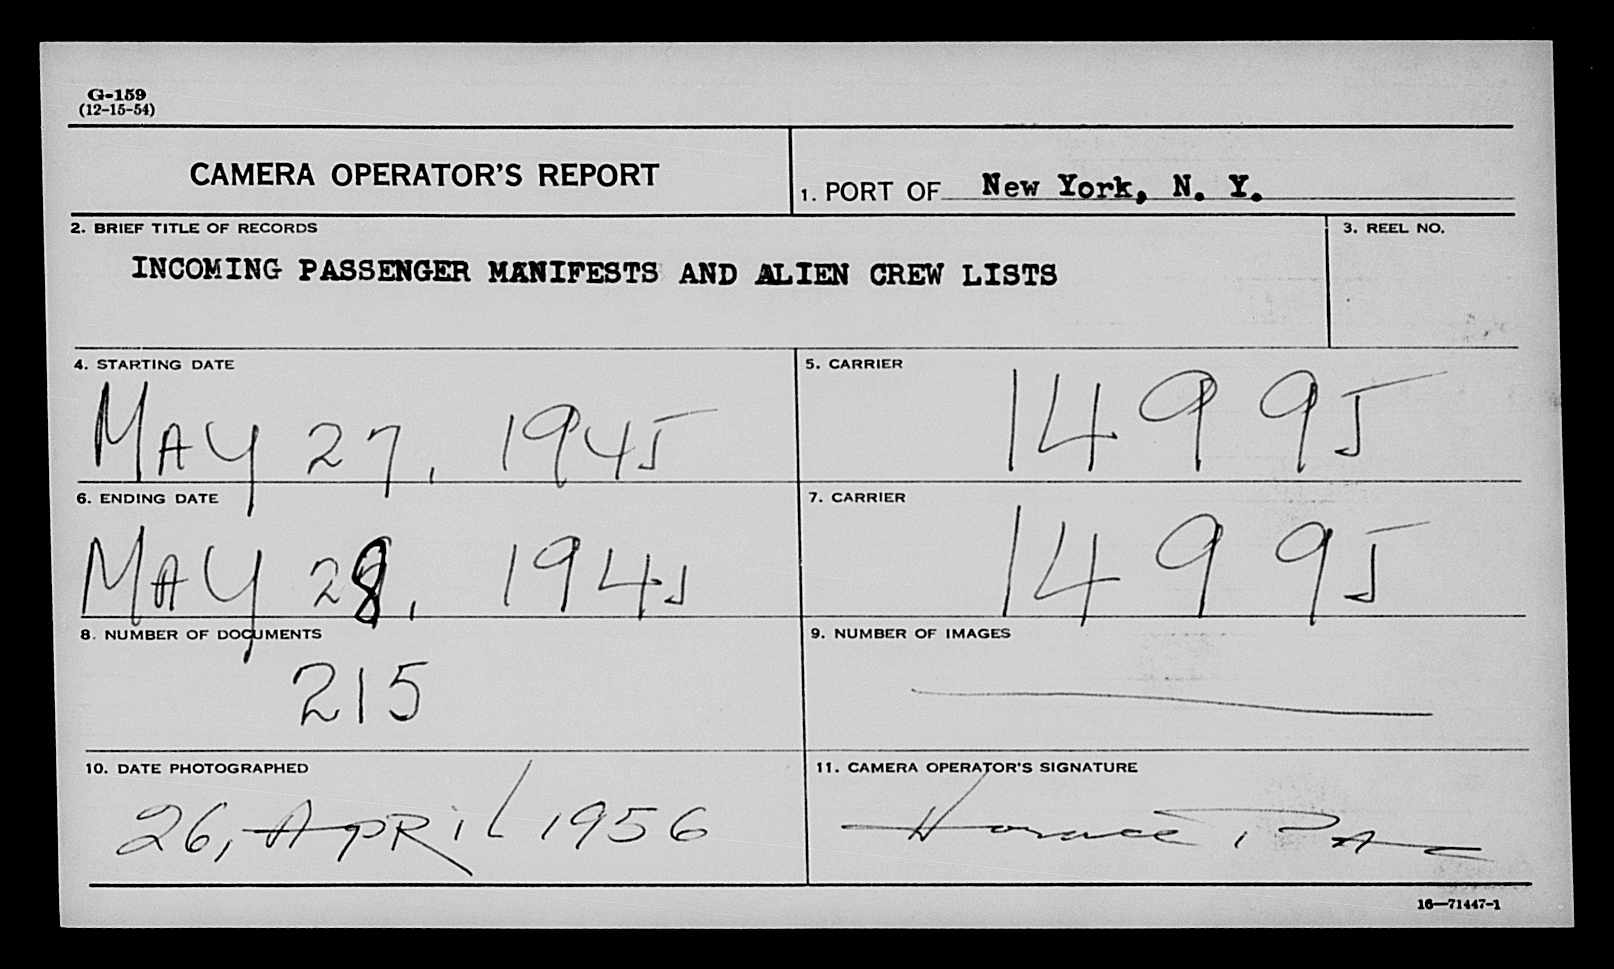 G-159
(12-15-54)
CAMERA OPERATOR'S REPORT
1. PORT OF New York, N. Y.
2. BRIEF TITLE OF RECORDS
INCOMING PASSENGER MANIFESTS AND ALIEN CREW LISTS
3. REEL NO.
4. STARTING DATE
MAY 27, 1945
5. CARRIER
14995
6. ENDING DATE
MAY 28, 1945
7. CARRIER
14995
8. NUMBER OF DOCUMENTS
215
9. NUMBER OF IMAGES
10. DATE PHOTOGRAPHED
26, APRil 1956
11. CAMERA OPERATOR'S SIGNATURE
Horace
16—71447-1